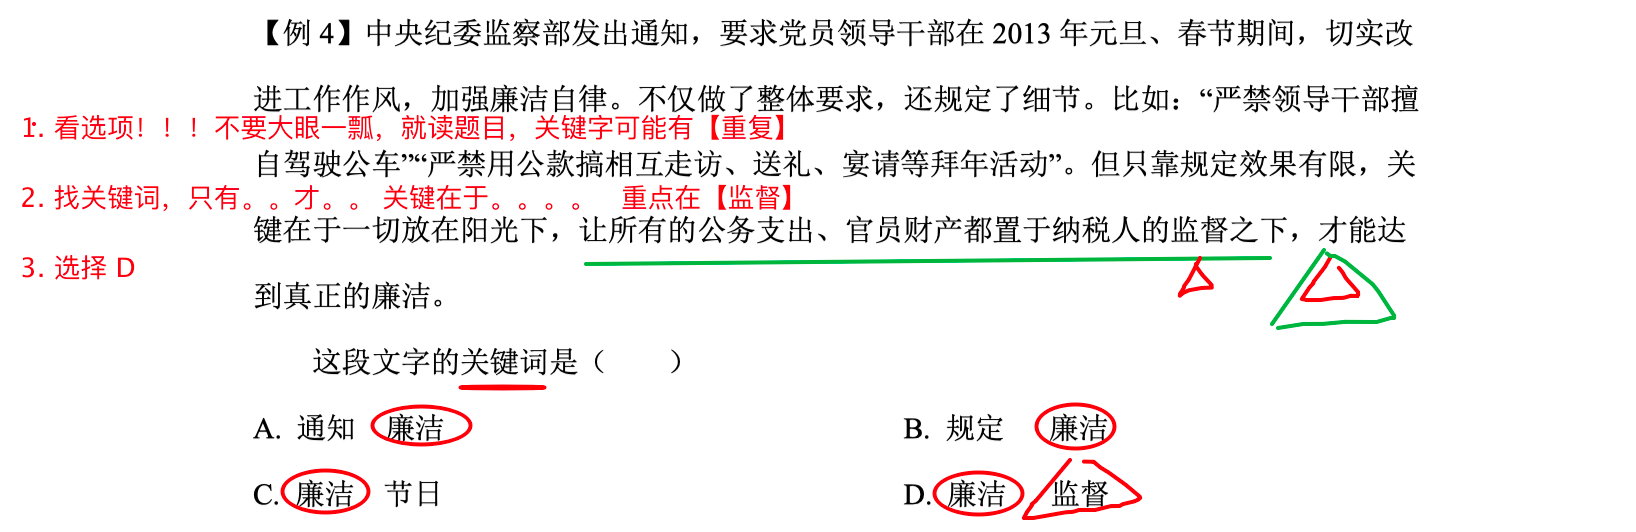 【例 4】中央纪委监察部发出通知，要求党员领导干部在 2013 年元旦、春节期间，切实改
进工作作风，加强廉洁自律。不仅做了整体要求，还规定了细节。比如：“严禁领导干部擅
1. 看选项！！！不要大眼一瓢，就读题目，关键字可能有【重复】
自驾驶公车”“严禁用公款搞相互走访、送礼、宴请等拜年活动”。但只靠规定效果有限，关
2. 找关键词，只有。。才。。 关键在于。。。。 重点在【监督】
键在于一切放在阳光下，让所有的公务支出、官员财产都置于纳税人的监督之下，才能达
3. 选择 D
到真正的廉洁。
这段文字的关键词是（ ）
A. 通知 廉洁
B. 规定 廉洁
C. 廉洁 节日
D. 廉洁 监督